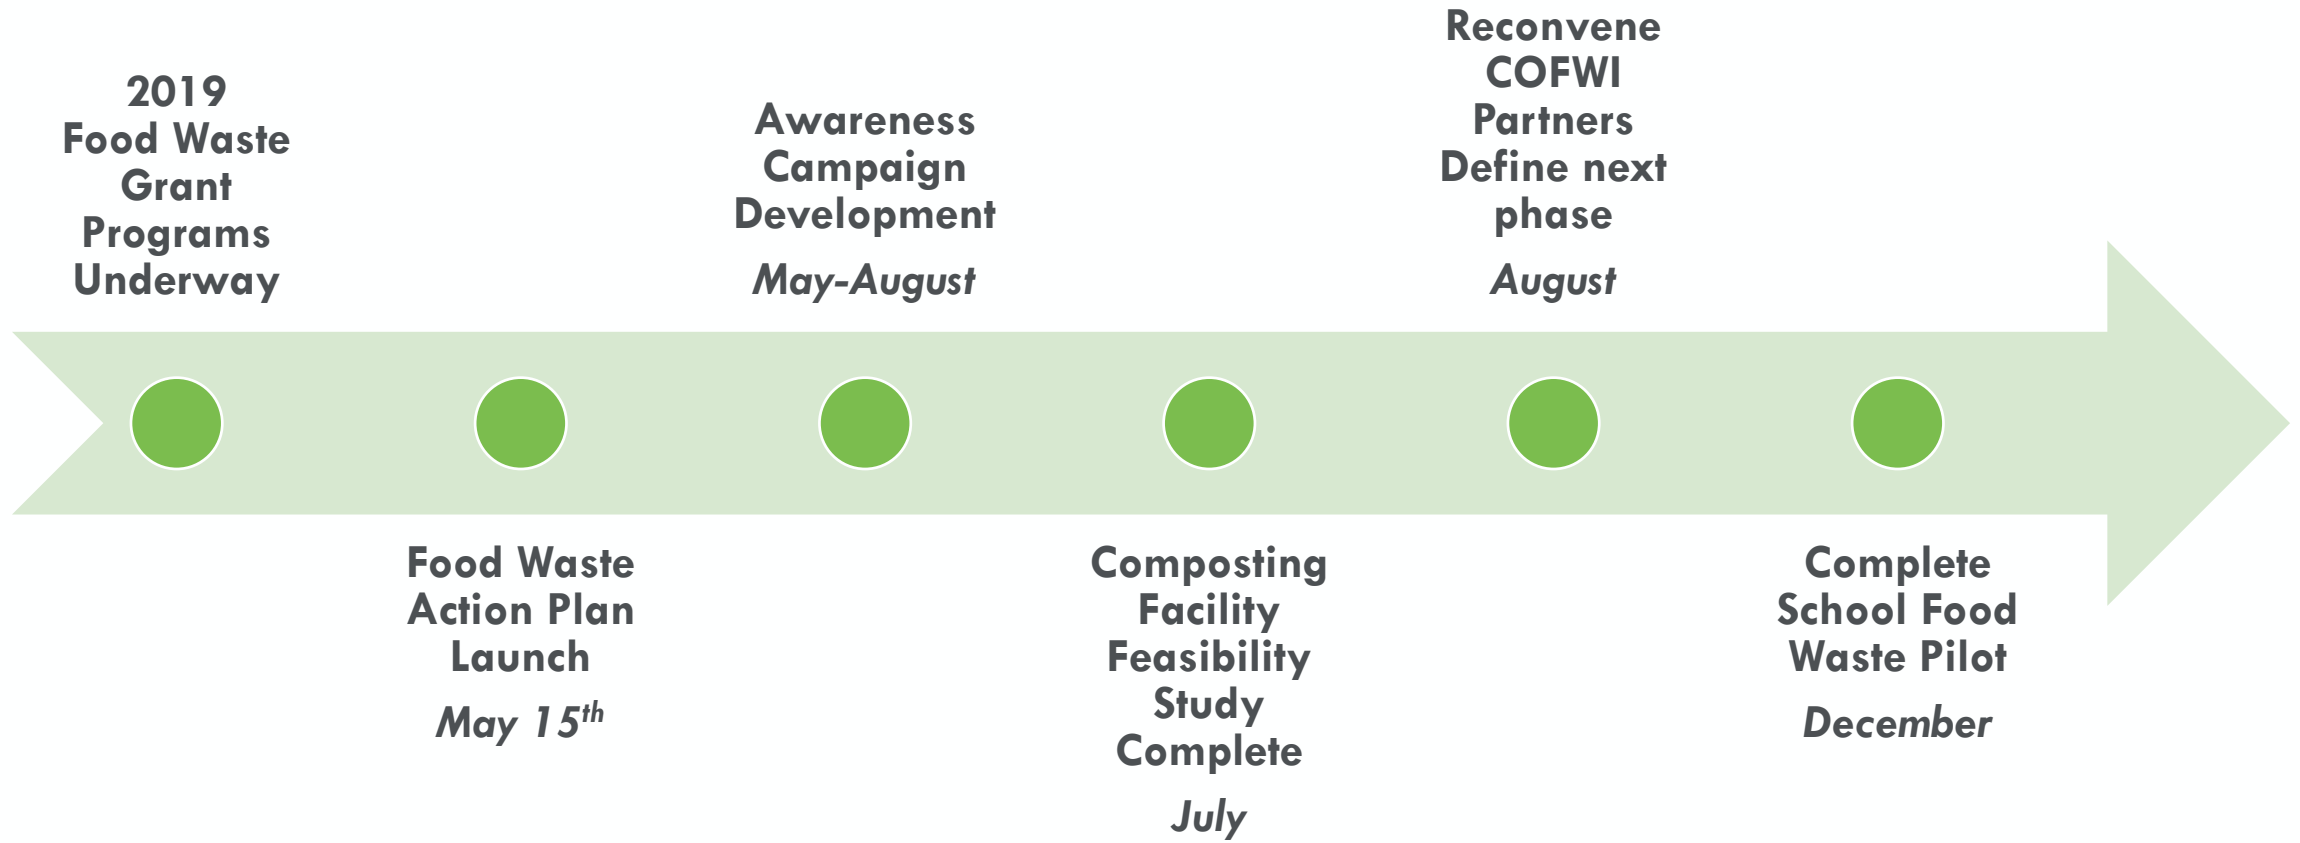 2019
Food Waste
Grant
Programs
Underway
Food Waste
Action Plan
Launch
May 15th
Awareness
Campaign
Development
May-August
Composting
Facility
Feasibility
Study
Complete
July
Reconvene
COFWI
Partners
Define next
phase
August
Complete
School Food
Waste Pilot
December